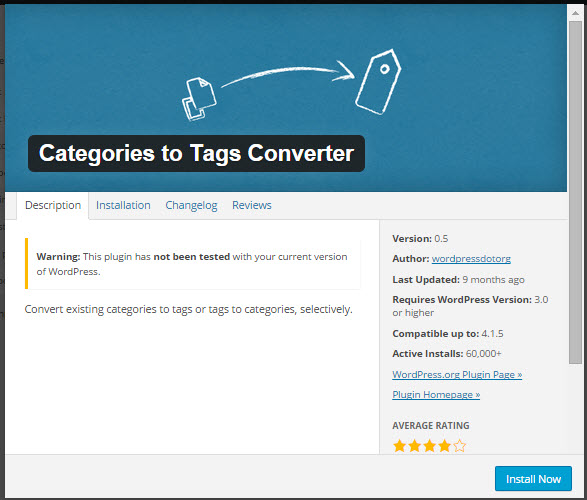 Categories to Tags Converter
Description Installation Changelog Reviews
Warning: This plugin has not been tested with your current version
of WordPress.
Convert existing categories to tags or tags to categories, selectively.
Version: 0.5
Author: wordpressdotorg
Last Updated: 9 months ago
Requires WordPress Version: 3.0
or higher
Compatible up to: 4.1.5
Active Installs: 60,000+
WordPress.org Plugin Page »
Plugin Homepage »
AVERAGE RATING
Install Now